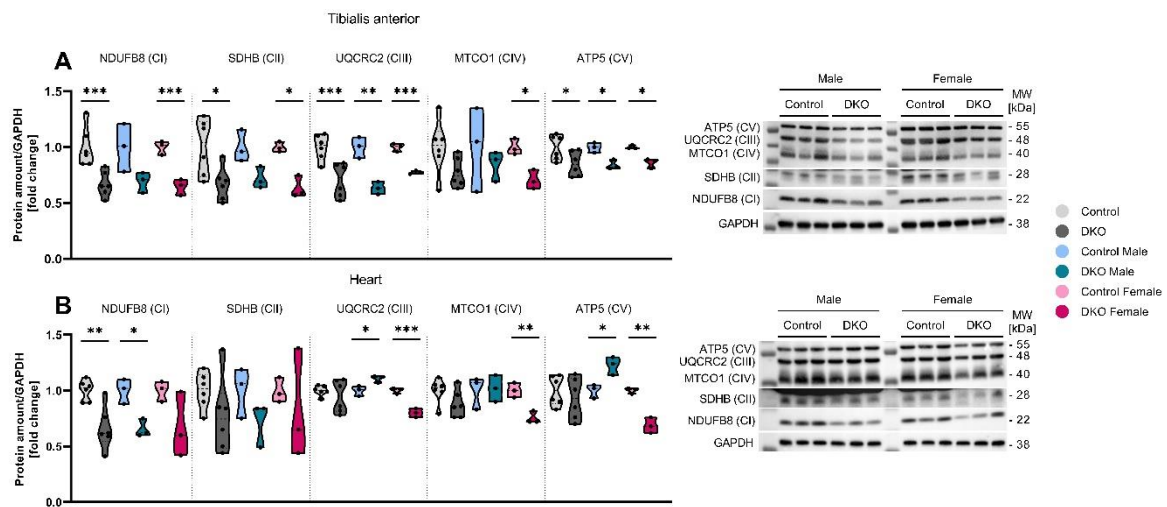 Tibialis anterior
A
NDUFB8 (CI) SDHB (CII) UQCRC2 (CIII) MTCO1 (CIV) ATP5 (CV)
*** *** * * *** ** *** * * * *
Protein amount/GAPDH
[fold change]
1.5
1.0
0.5
0.0
Male Female
Control DKO Control DKO
MW
[kDa]
ATP5 (CV) - 55
UQCRC2 (CIII) - 48
MTCO1 (CIV) - 40
SDHB (CII) - 28
NDUFB8 (CI) - 22
GAPDH - 38
Control
DKO
Control Male
DKO Male
Control Female
DKO Female
Heart
B
NDUFB8 (CI) SDHB (CII) UQCRC2 (CIII) MTCO1 (CIV) ATP5 (CV)
** * * *** ** * **
Protein amount/GAPDH
[fold change]
1.5
1.0
0.5
0.0
Male Female
Control DKO Control DKO
MW
[kDa]
ATP5 (CV) - 55
UQCRC2 (CIII) - 48
MTCO1 (CIV) - 40
SDHB (CII) - 28
NDUFB8 (CI) - 22
GAPDH - 38